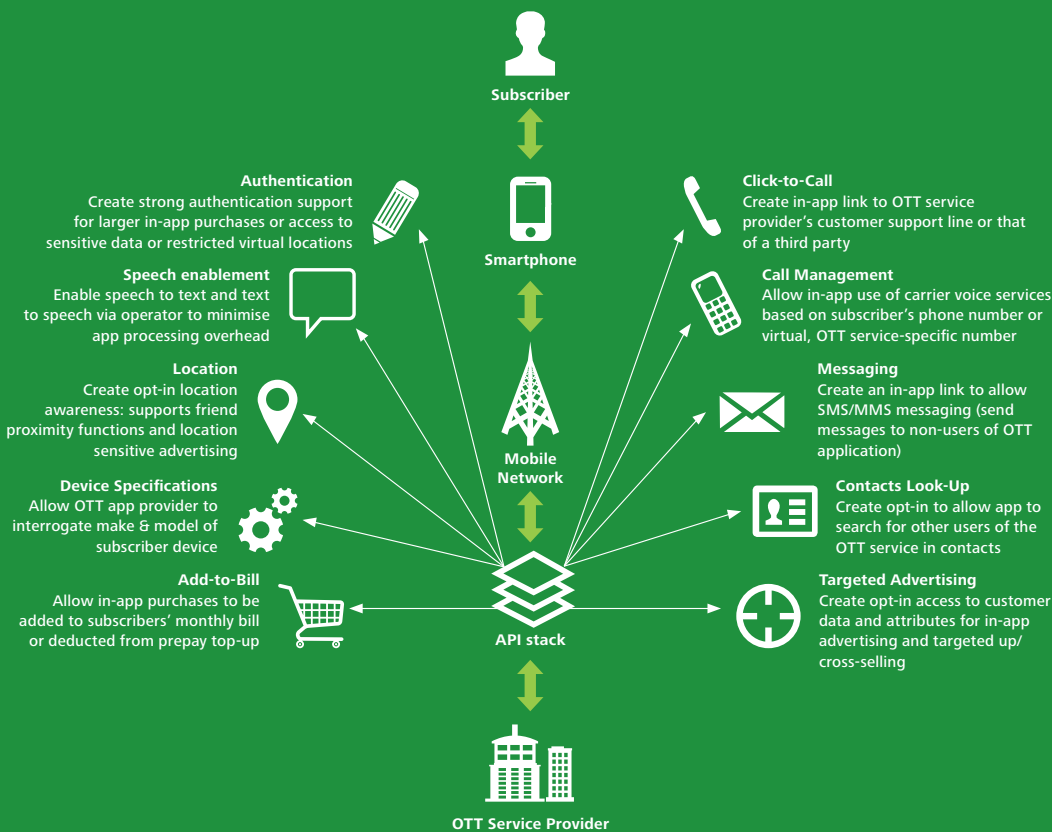 Subscriber
Authentication
Create strong authentication support
for larger in-app purchases or access to
sensitive data or restricted virtual locations
Click-to-Call
Create in-app link to OTT service
provider's customer support line or that
of a third party
Smartphone
Speech enablement
Enable speech to text and text
to speech via operator to minimise
app processing overhead
Call Management
Allow in-app use of carrier voice services
based on subscriber's phone number or
virtual, OTT service-specific number
Location
Create opt-in location
awareness: supports friend
proximity functions and location
sensitive advertising
Messaging
Create an in-app link to allow
SMS/MMS messaging (send
messages to non-users of OTT
application)
Mobile
Network
Device Specifications
Allow OTT app provider to
interrogate make & model of
subscriber device
Contacts Look-Up
Create opt-in to allow app to
search for other users of the
OTT service in contacts
Add-to-Bill
Allow in-app purchases to be
added to subscribers' monthly bill
or deducted from prepay top-up
API stack
Targeted Advertising
Create opt-in access to customer
data and attributes for in-app
advertising and targeted up/
cross-selling
OTT Service Provider